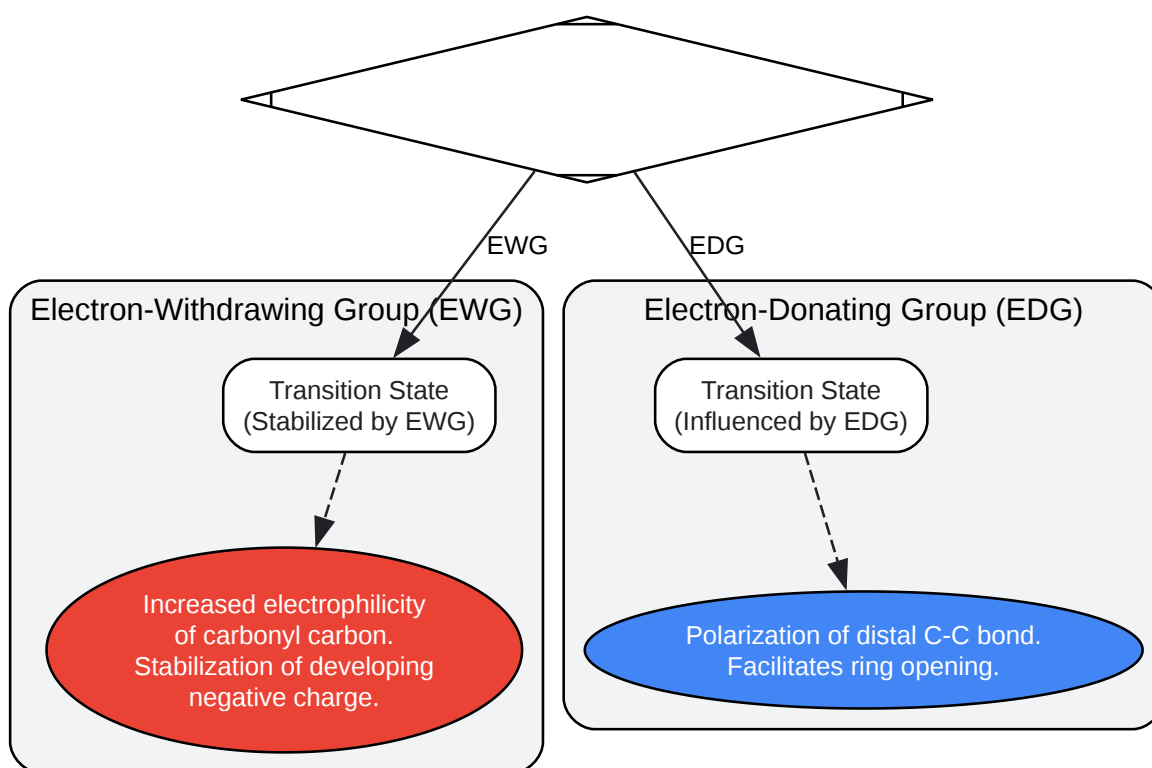 EWG
EDG
Electron-Withdrawing Group (EWG)
Electron-Donating Group (EDG)
Transition State
(Stabilized by EWG)
Transition State
(Influenced by EDG)
Increased electrophilicity
of carbonyl carbon.
Stabilization of developing
negative charge.
Polarization of distal C-C bond.
Facilitates ring opening.